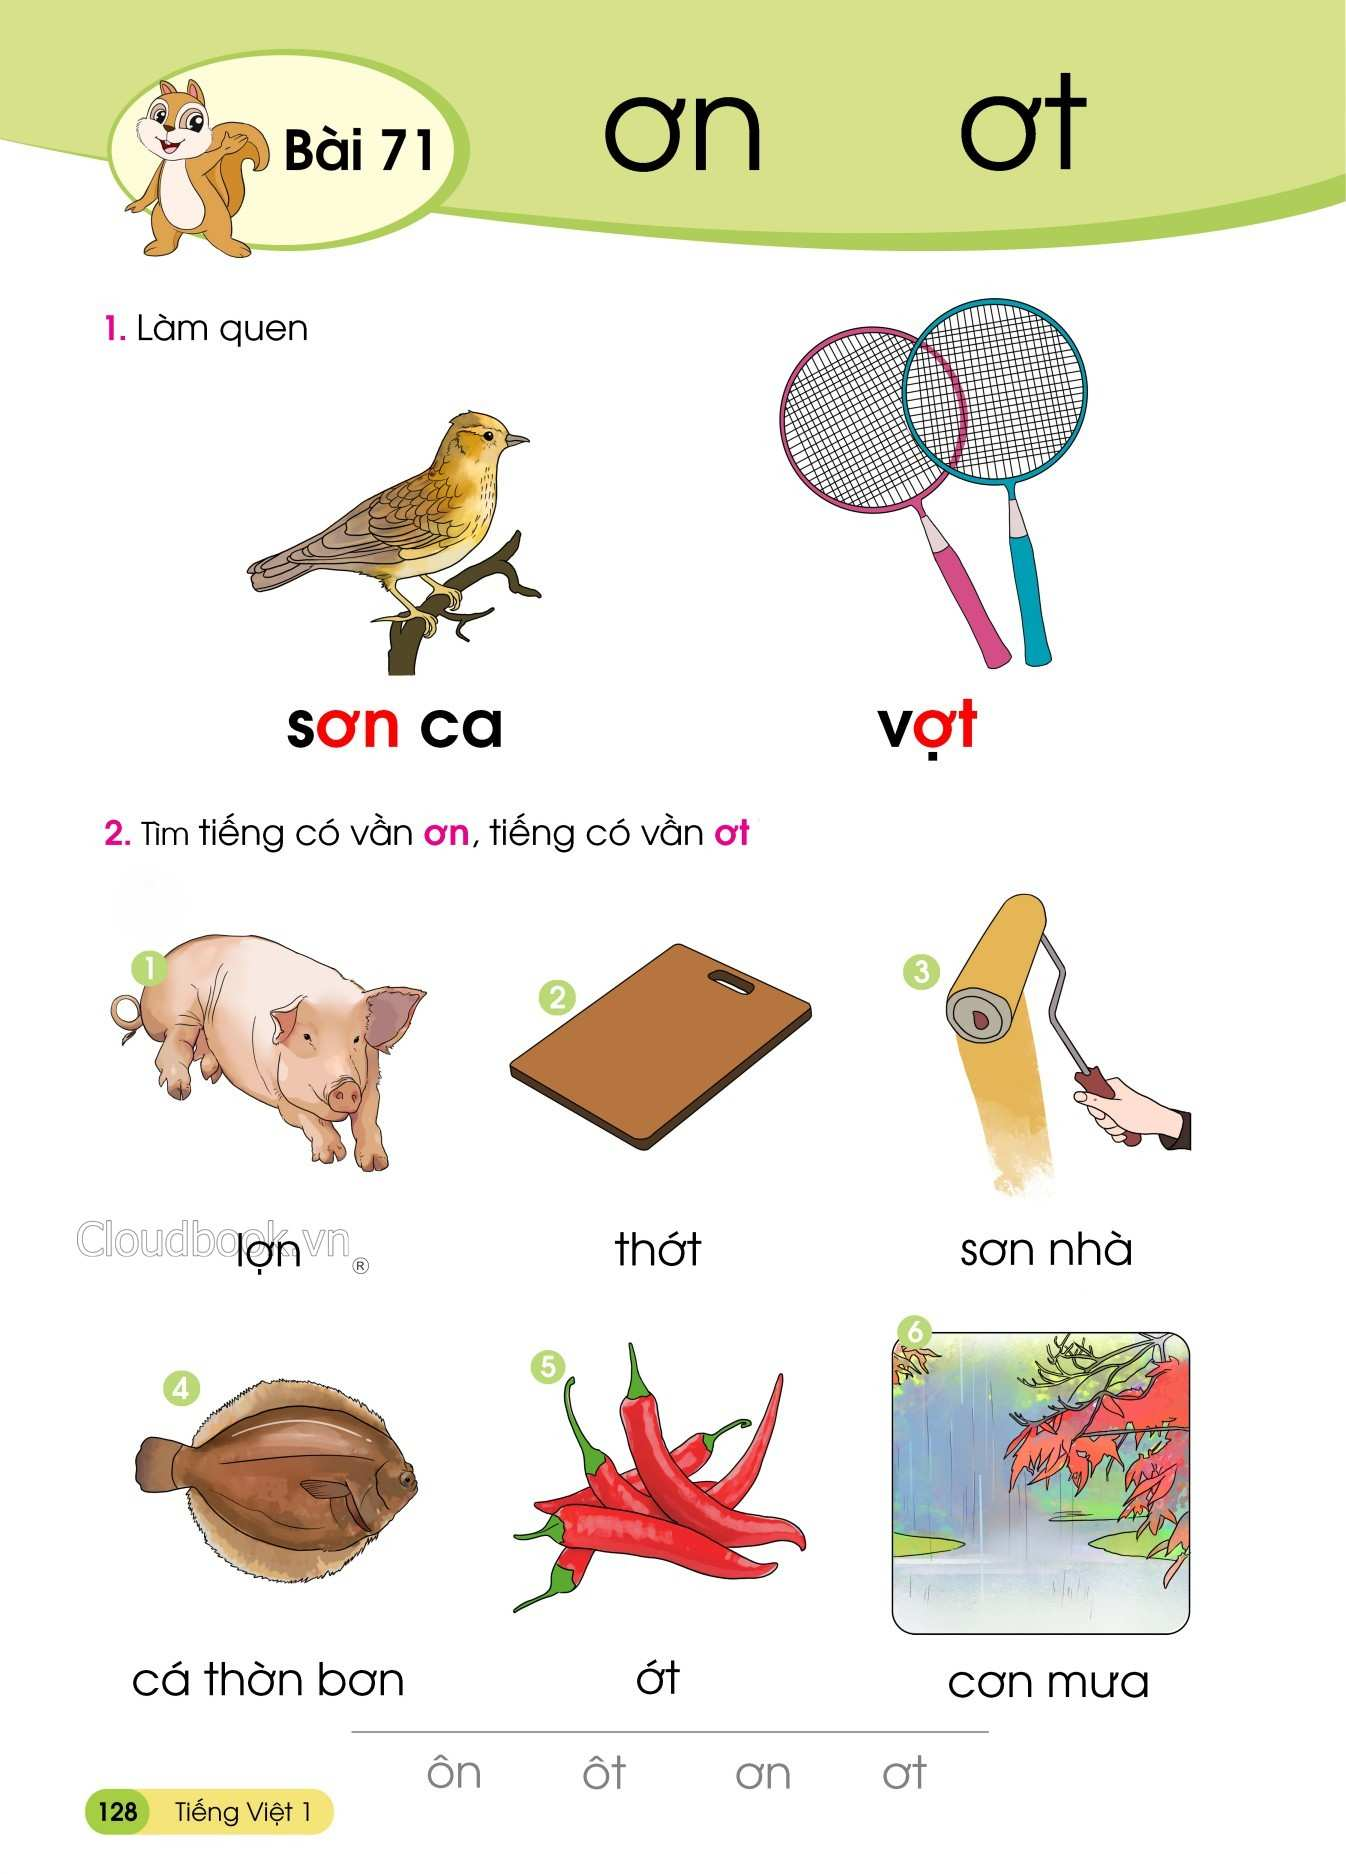 Bài 71
ơn ơt
1. Làm quen
sơn ca
vợt
2. Tìm tiếng có vần ơn, tiếng có vần ơt
1
2
3
Cloudbook.vn ®
lợn
thớt
sơn nhà
4
5
6
cá thờn bơn
ớt
cơn mưa
ôn ôt ơn ơt
128 Tiếng Việt 1